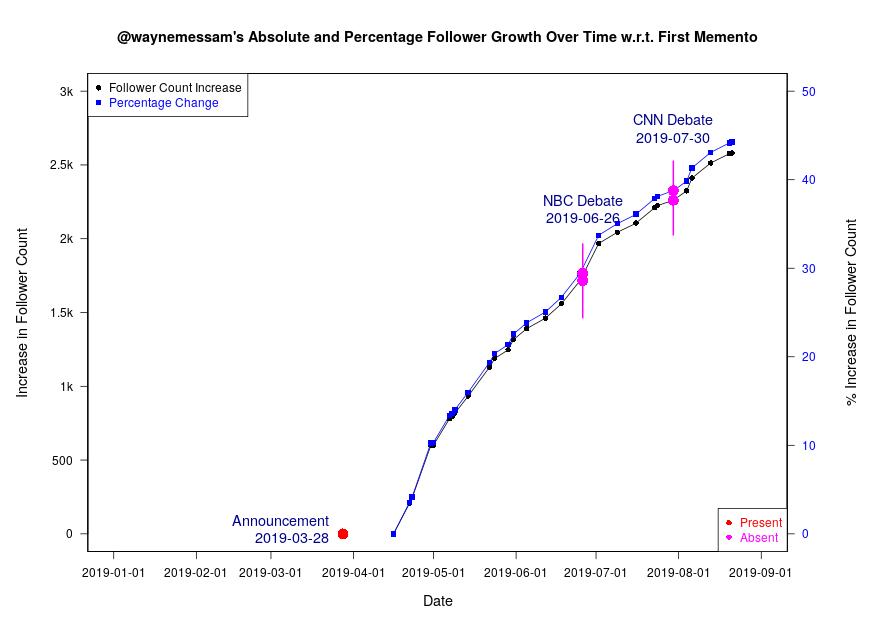 @waynemessam's Absolute and Percentage Follower Growth Over Time w.r.t. First Memento
Follower Count Increase
Percentage Change
3k
2.5k
2k
1.5k
1k
500
0
Increase in Follower Count
50
40
30
20
10
0
% Increase in Follower Count
CNN Debate
2019-07-30
NBC Debate
2019-06-26
Announcement
2019-03-28
Present
Absent
2019-01-01 2019-02-01 2019-03-01 2019-04-01 2019-05-01 2019-06-01 2019-07-01 2019-08-01 2019-09-01
Date